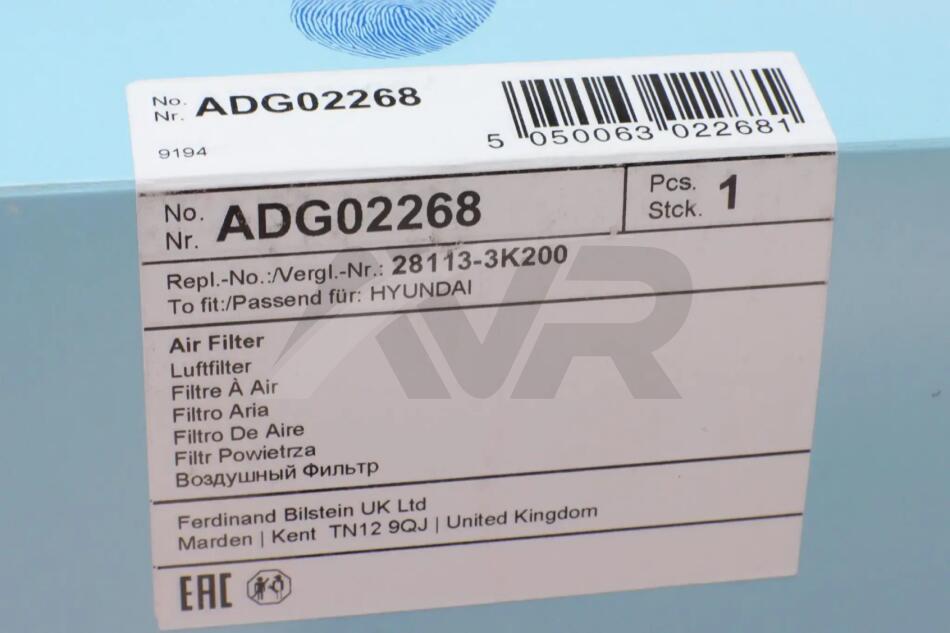 No.
Nr. ADG02268
9194
5 050063 022681
No.
Nr. ADG02268
Pcs.
Stck. 1
Repl.-No.:/Vergl.-Nr.: 28113-3K200
To fit:/Passend für: HYUNDAI
Air Filter
Luftfilter
Filtre À Air
Filtro Aria
Filtro De Aire
Filtr Powietrza
Воздушный Фильтр
Ferdinand Bilstein UK Ltd
Marden | Kent TN12 9QJ | United Kingdom
EAC
AVR